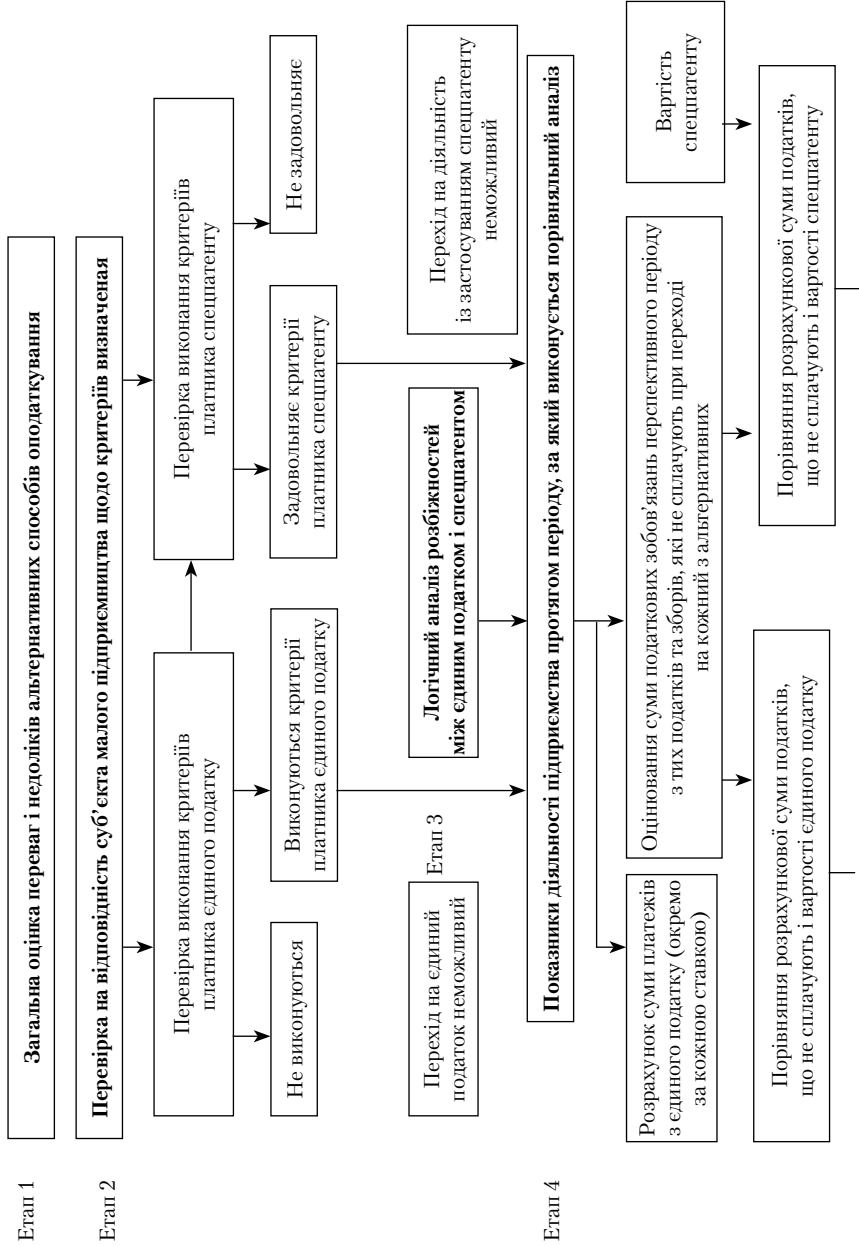 Етап 1
Загальна оцінка переваг і недоліків альтернативних способів оподаткування
Етап 2
Перевірка на відповідність суб’єкта малого підприємництва щодо критеріїв визначеная
Перевірка виконання критеріїв
платника єдиного податку
Перевірка виконання критеріїв
платника спецпатенту
Не виконуються
Виконуються критерії
платника єдиного податку
Задовольняє критерії
платника спецпатенту
Не задовольняє
Етап 3
Перехід на єдиний
податок неможливий
Логічний аналіз розбіжностей
між єдиним податком і спецпатентом
Перехід на діяльність
із застосуванням спецпатенту
неможливий
Етап 4
Показники діяльності підприємства протягом періоду, за який виконується порівняльний аналіз
Розрахунок суми платежів
з єдиного податку (окремо
за кожною ставкою)
Оцінювання суми податкових зобов’язань перспективного періоду
з тих податків та зборів, які не сплачують при переході
на кожний з альтернативних
Вартість
спецпатенту
Порівняння розрахункової суми податків,
що не сплачують і вартості єдиного податку
Порівняння розрахункової суми податків,
що не сплачують і вартості спецпатенту